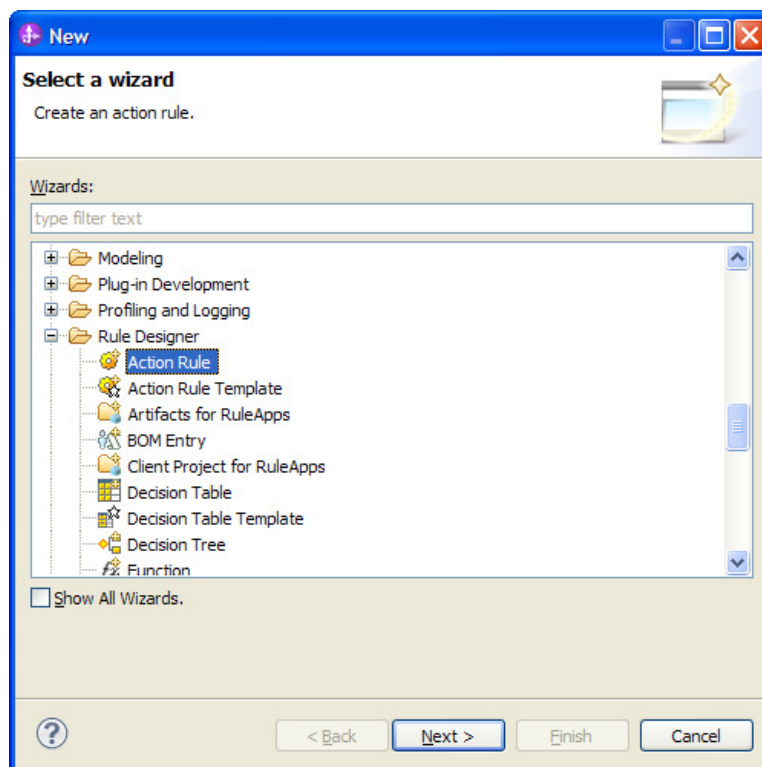 New
Select a wizard
Create an action rule.
Wizards:
type filter text
Modeling
Plug-in Development
Profiling and Logging
Rule Designer
Action Rule
Action Rule Template
Artifacts for RuleApps
BOM Entry
Client Project for RuleApps
Decision Table
Decision Table Template
Decision Tree
Function
Show All Wizards.
? < Back Next > Finish Cancel